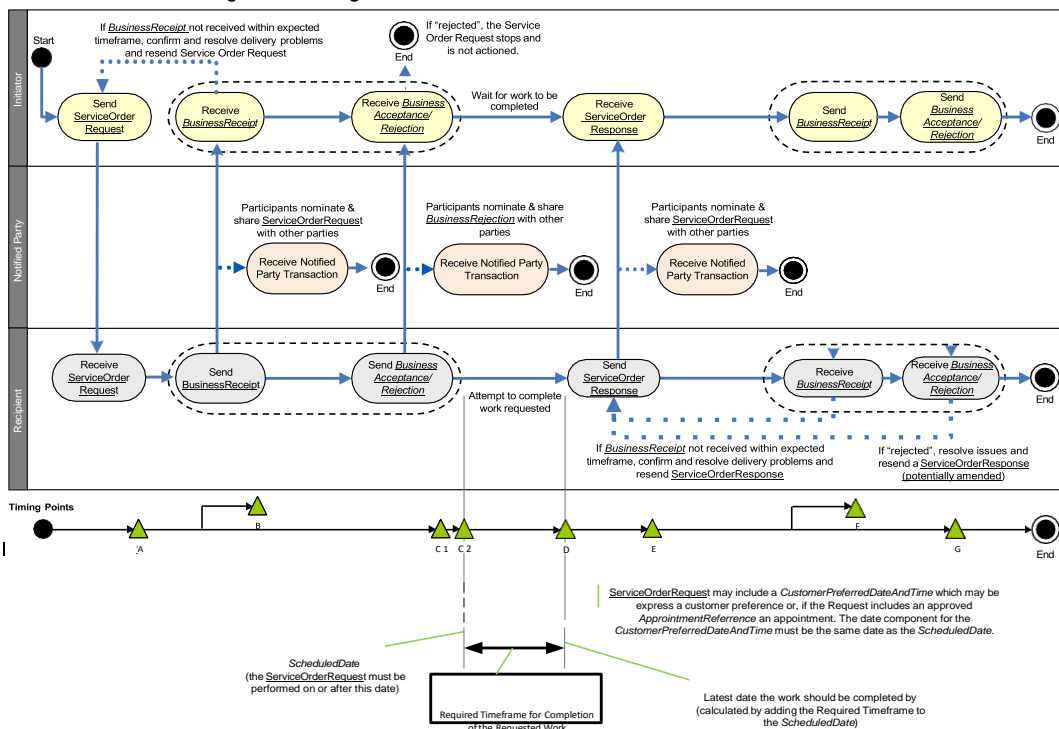 Start
If BusinessReceipt not received within expected
timeframe, confirm and resolve delivery problems
and resend Service Order Request
End
If “rejected”, the Service
Order Request stops and
is not actioned.
Initiator
Send
ServiceOrder
Request
Receive
BusinessReceipt
Receive Business
Acceptance/
Rejection
Wait for work to be
completed
Receive
ServiceOrder
Response
Send
BusinessReceipt
Send
Business
Acceptance/
Rejection
End
Notified Party
Participants nominate &
share ServiceOrderRequest
with other parties
Receive Notified
Party Transaction
End
Participants nominate & share
BusinessRejection with other
parties
Receive Notified Party
Transaction
End
Participants nominate &
share ServiceOrderRequest
with other parties
Receive Notified
Party Transaction
End
Recipient
Receive
ServiceOrder
Request
Send
BusinessReceipt
Send Business
Acceptance/
Rejection
Attempt to complete
work requested
Send
ServiceOrder
Response
Receive
BusinessReceipt
Receive Business
Acceptance/
Rejection
End
If BusinessReceipt not received within expected
timeframe, confirm and resolve delivery problems and
resend ServiceOrderResponse
If “rejected”, resolve issues and
resend a ServiceOrderResponse
(potentially amended)
Timing Points
A
B
C 1
C 2
D
E
F
G
End
ServiceOrderRequest may include a CustomerPreferredDateAndTime which may be
express a customer preference or, if the Request includes an approved
AppointmentReferrence an appointment. The date component for the
CustomerPreferredDateAndTime must be the same date as the ScheduledDate.
ScheduledDate
(the ServiceOrderRequest must be
performed on or after this date)
Required Timeframe for Completion
of the Requested Work
Latest date the work should be completed by
(calculated by adding the Required Timeframe to
the ScheduledDate)